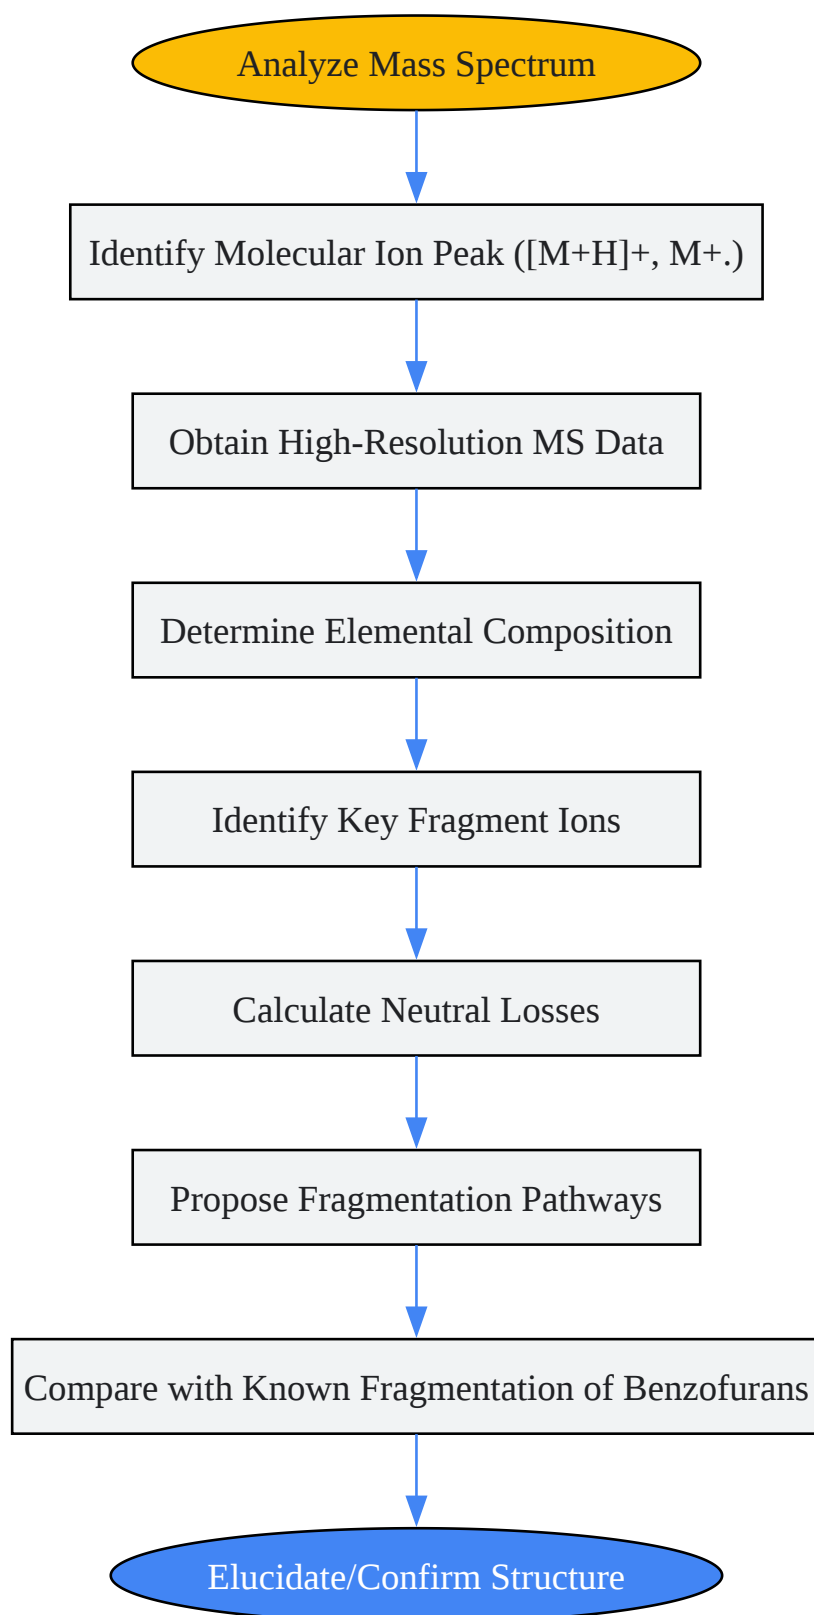 Analyze Mass Spectrum
Identify Molecular Ion Peak ([M+H]+, M+.)
Obtain High-Resolution MS Data
Determine Elemental Composition
Identify Key Fragment Ions
Calculate Neutral Losses
Propose Fragmentation Pathways
Compare with Known Fragmentation of Benzofurans
Elucidate/Confirm Structure